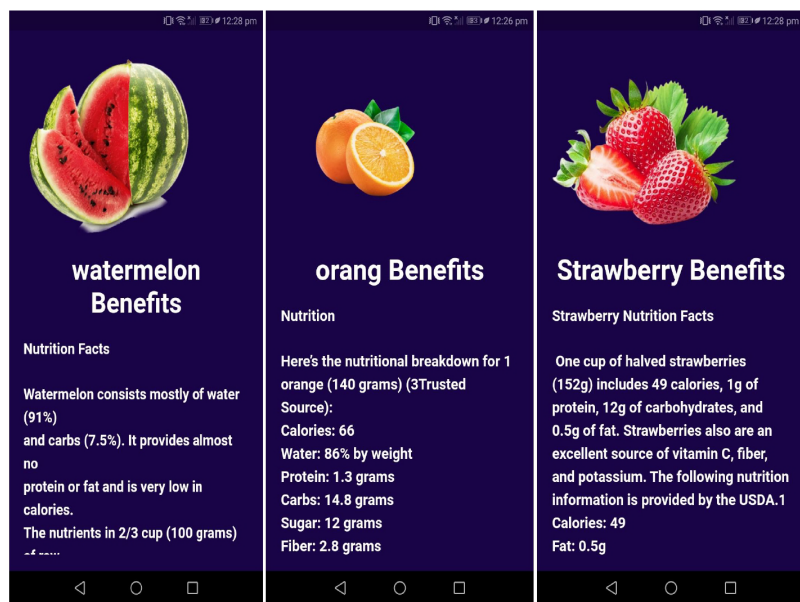 12:28 pm
watermelon
Benefits
Nutrition Facts
Watermelon consists mostly of water
(91%)
and carbs (7.5%). It provides almost
no
protein or fat and is very low in
calories.
The nutrients in 2/3 cup (100 grams)
of raw
12:26 pm
orang Benefits
Nutrition
Here's the nutritional breakdown for 1
orange (140 grams) (3Trusted
Source):
Calories: 66
Water: 86% by weight
Protein: 1.3 grams
Carbs: 14.8 grams
Sugar: 12 grams
Fiber: 2.8 grams
12:28 pm
Strawberry Benefits
Strawberry Nutrition Facts
One cup of halved strawberries
(152g) includes 49 calories, 1g of
protein, 12g of carbohydrates, and
0.5g of fat. Strawberries also are an
excellent source of vitamin C, fiber,
and potassium. The following nutrition
information is provided by the USDA.1
Calories: 49
Fat: 0.5g